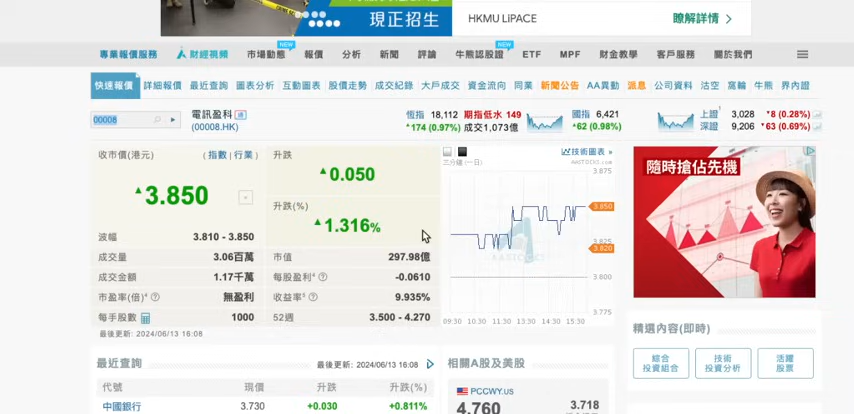 現正招生
HKMU LiPACE
瞭解詳情 >
專業報價服務 財經視頻 市場動態 NEW 報價 分析 新聞 評論 牛熊認股證 NEW ETF MPF 財金教學 客戶服務 關於我們
快速報價 詳細報價 最近查詢 圖表分析 互動圖表 股價走勢 成交紀錄 大戶成交 資金流向 同業 新聞公告 AA異動 派息 公司資料 沽空 窩輪 牛熊 界內證
00008
電訊盈科
(00008.HK)
恆指 18,112 期指低水 149
▲174 (0.97%) 成交1,073億
國指 6,421
▲62 (0.98%)
上證 3,028 ▼8 (0.28%)
深證 9,206 ▼63 (0.69%)
收市價(港元) (指數|行業)
▲3.850
升跌
▲0.050
升跌(%)
▲1.316%
波幅 3.810 - 3.850
成交量 3.06百萬
市值 297.98億
成交金額 1.17千萬
每股盈利 -0.0610
市盈率(倍) 無盈利
收益率 9.935%
每手股數 1000
52週 3.500 - 4.270
最後更新: 2024/06/13 16:08
技術圖表 »
三分鐘 (一日)
AASTOCKS.com
3.875
3.850
3.825
3.820
3.800
3.775
AASTOCKS
09:30 10:30 11:30 13:30 14:30 15:30
隨時搶佔先機
精選內容(即時)
綜合
投資組合
技術
投資分析
活躍
股票
最近查詢 最後更新: 2024/06/13 16:08
代號 現價 升跌 升跌(%)
中國銀行 3.730 +0.030 +0.811%
相關A股及美股
PCCWY.US
4.760
3.718